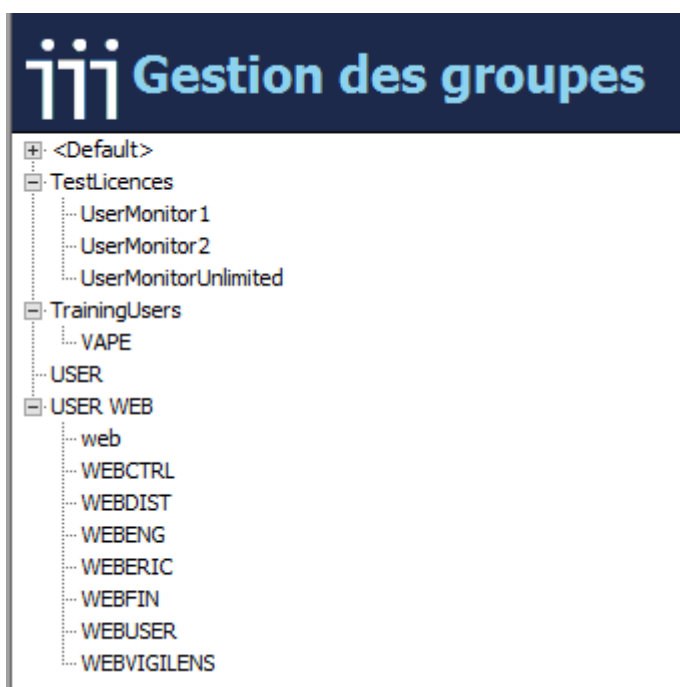 Gestion des groupes
<Default>
TestLicences
UserMonitor1
UserMonitor2
UserMonitorUnlimited
TrainingUsers
VAPE
USER
USER WEB
web
WEBCTRL
WEBDIST
WEBENG
WEBERIC
WEBFIN
WEBUSER
WEBVIGILENS